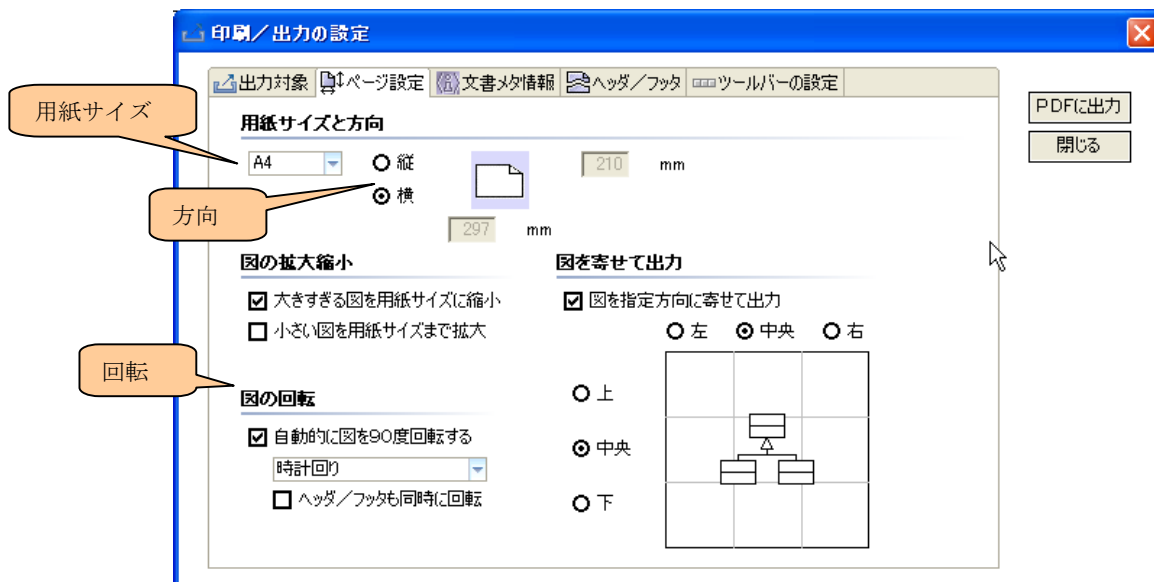 印刷／出力の設定
出力対象 ページ設定 文書メタ情報 ヘッダ／フッタ ツールバーの設定
PDFに出力
閉じる
用紙サイズ
用紙サイズと方向
A4 縦 210 mm
横
方向
297 mm
図の拡大縮小
大きすぎる図を用紙サイズに縮小
小さい図を用紙サイズまで拡大
図を寄せて出力
図を指定方向に寄せて出力
左 中央 右
上
中央
下
回転
図の回転
自動的に図を90度回転する
時計回り
ヘッダ／フッタも同時に回転